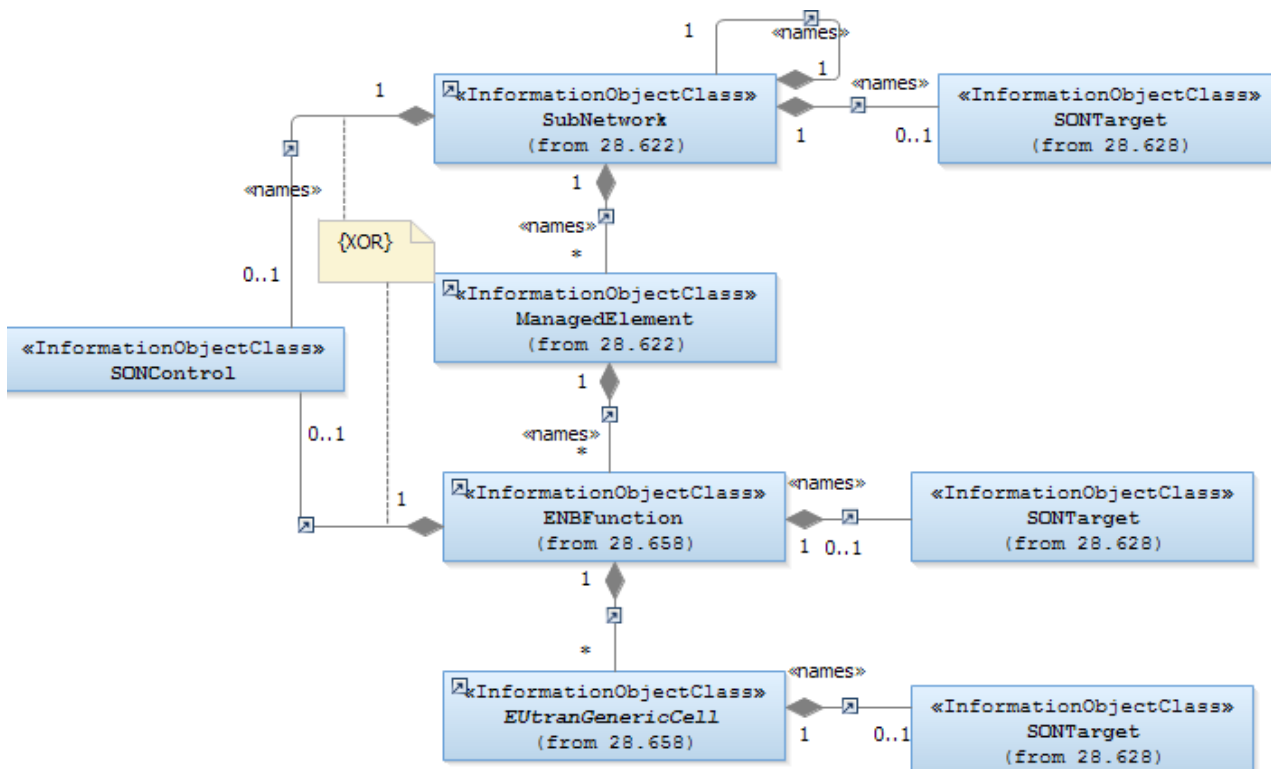 1
«names»
1
1
«InformationObjectClass»
SubNetwork
(from 28.622)
«names»
1
0..1
«InformationObjectClass»
SONTarget
(from 28.628)
«names»
0..1
1
«names»
*
{XOR}
«InformationObjectClass»
ManagedElement
(from 28.622)
«InformationObjectClass»
SONControl
1
0..1
«names»
*
1
«InformationObjectClass»
ENBFunction
(from 28.658)
«names»
1
0..1
«InformationObjectClass»
SONTarget
(from 28.628)
1
*
«InformationObjectClass»
EUtranGenericCell
(from 28.658)
«names»
1
0..1
«InformationObjectClass»
SONTarget
(from 28.628)